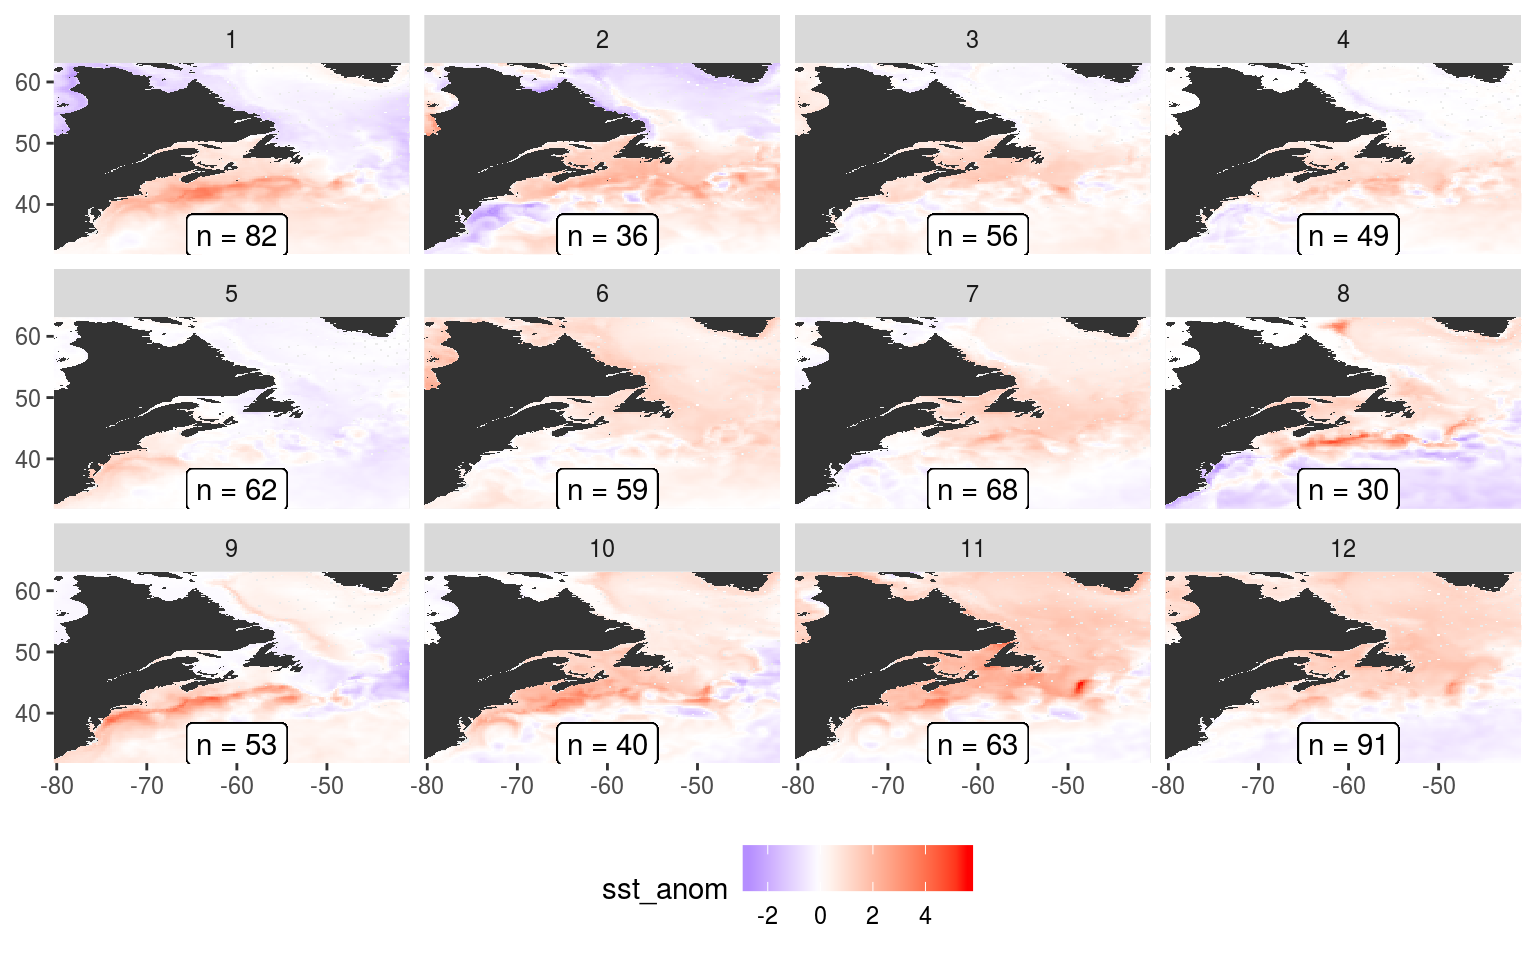 1 2 3 4
60
50
40
n = 82 n = 36 n = 56 n = 49
5 6 7 8
60
50
40
n = 62 n = 59 n = 68 n = 30
9 10 11 12
60
50
40
n = 53 n = 40 n = 63 n = 91
-80 -70 -60 -50 -80 -70 -60 -50 -80 -70 -60 -50 -80 -70 -60 -50
sst_anom
-2 0 2 4